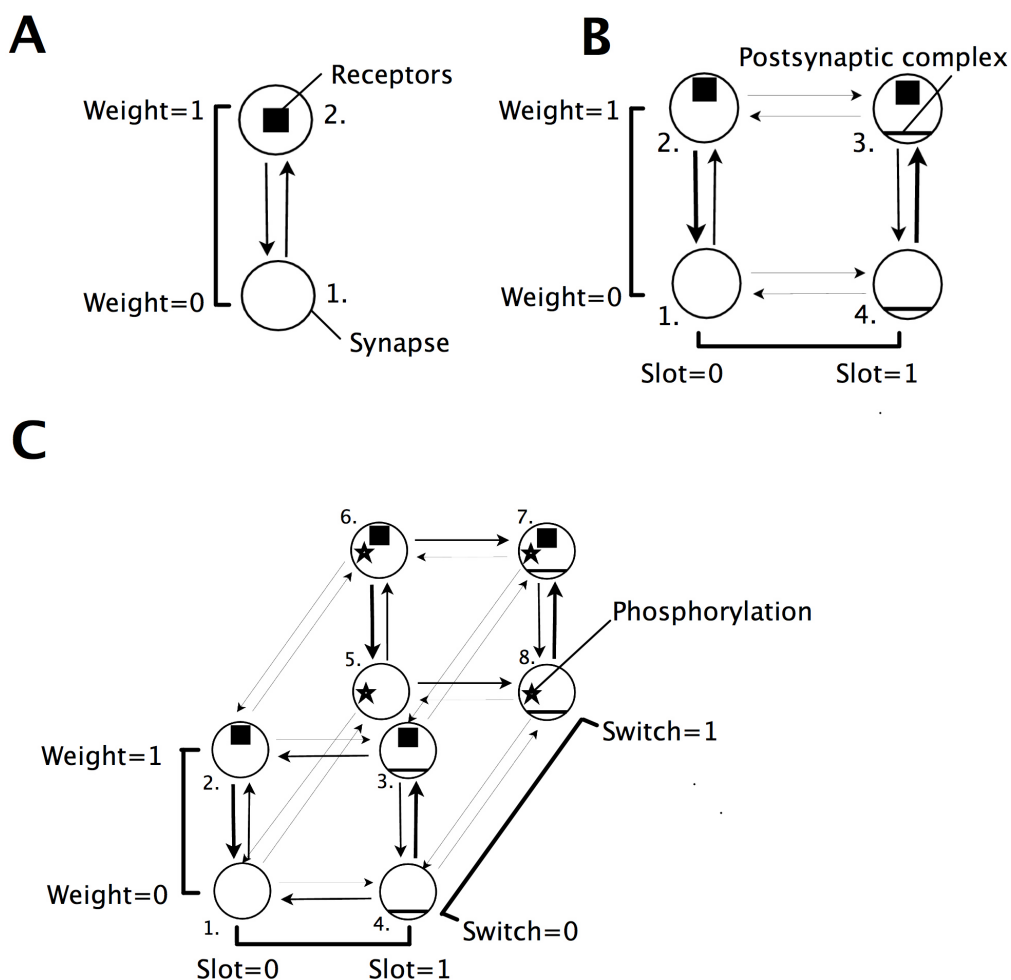 A
Receptors
Weight=1
2.
Weight=0
1.
Synapse
B
Postsynaptic complex
Weight=1
2.
3.
Weight=0
1.
4.
Slot=0
Slot=1
C
6.
7.
Phosphorylation
5.
8.
Switch=1
Weight=1
2.
3.
Weight=0
1.
4.
Switch=0
Slot=0
Slot=1